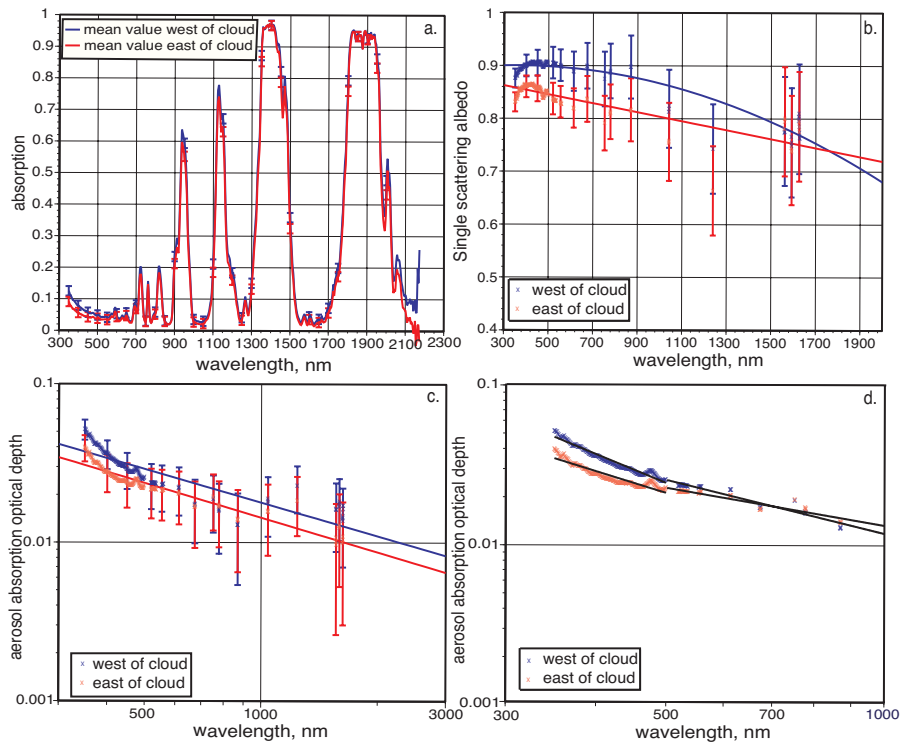 a.
mean value west of cloud
mean value east of cloud
absorption
1
0.9
0.8
0.7
0.6
0.5
0.4
0.3
0.2
0.1
0
300 500 700 900 1100 1300 1500 1700 1900 2100 2300
wavelength, nm
b.
Single scattering albedo
1
0.9
0.8
0.7
0.6
0.5
0.4
west of cloud
east of cloud
300 500 700 900 1100 1300 1500 1700 1900
wavelength, nm
c.
aerosol absorption optical depth
0.1
0.01
0.001
west of cloud
east of cloud
500 1000 3000
wavelength, nm
d.
aerosol absorption optical depth
0.1
0.01
0.001
west of cloud
east of cloud
300 500 700 1000
wavelength, nm